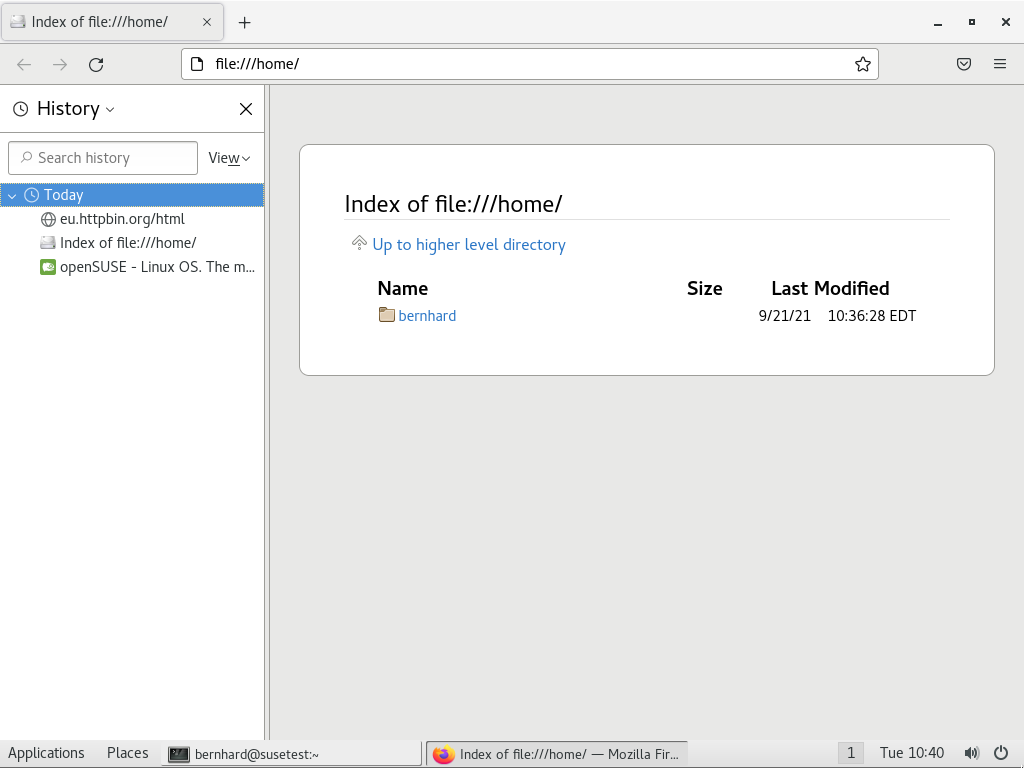 Index of file:///home/
file:///home/
History
Search history
View
Today
eu.httpbin.org/html
Index of file:///home/
openSUSE - Linux OS. The m...
Index of file:///home/
Up to higher level directory
Name Size Last Modified
bernhard 9/21/21 10:36:28 EDT
Applications Places bernhard@susetest:~ Index of file:///home/ — Mozilla Fir... 1 Tue 10:40